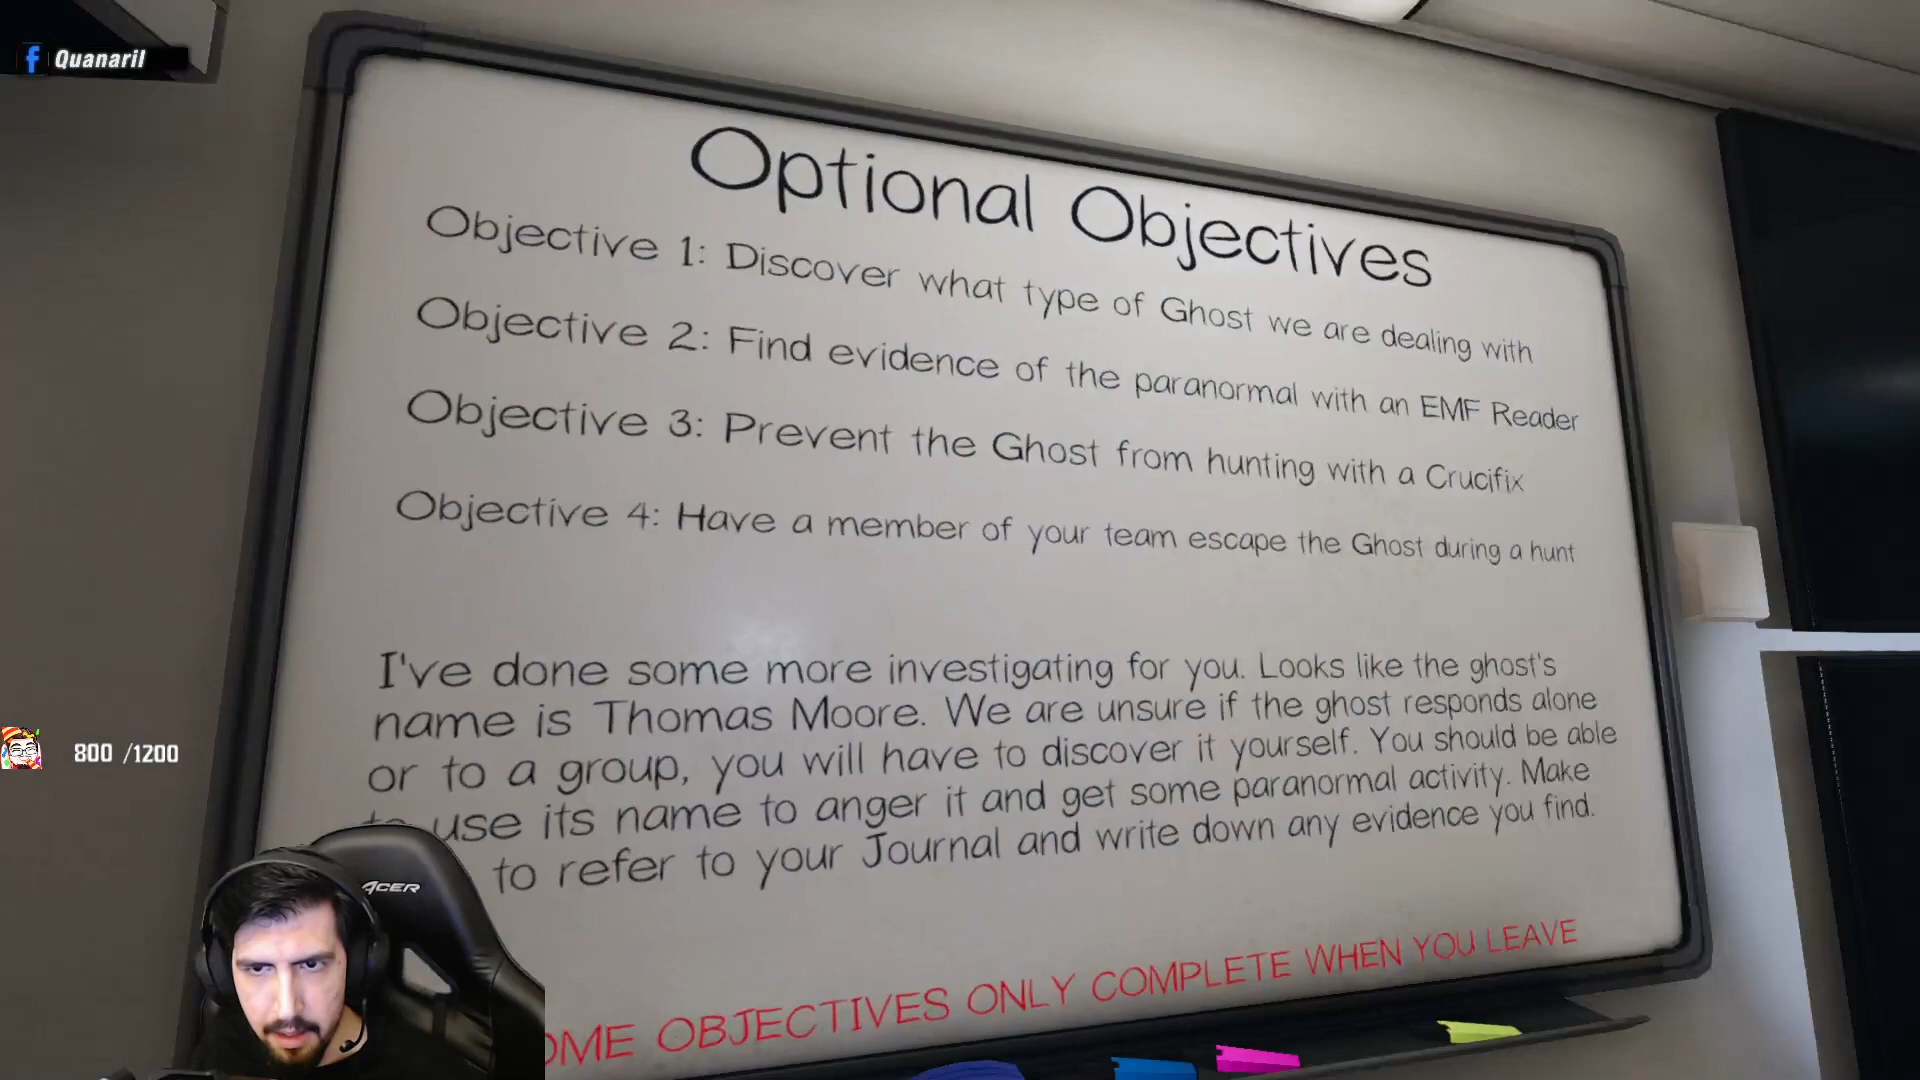 Quanaril
Optional Objectives
Objective 1: Discover what type of Ghost we are dealing with
Objective 2: Find evidence of the paranormal with an EMF Reader
Objective 3: Prevent the Ghost from hunting with a Crucifix
Objective 4: Have a member of your team escape the Ghost during a hunt
I've done some more investigating for you. Looks like the ghost's
name is Thomas Moore. We are unsure if the ghost responds alone
or to a group, you will have to discover it yourself. You should be able
use its name to anger it and get some paranormal activity. Make
to refer to your Journal and write down any evidence you find.
OBJECTIVES ONLY COMPLETE WHEN YOU LEAVE
800 /1200
ACER